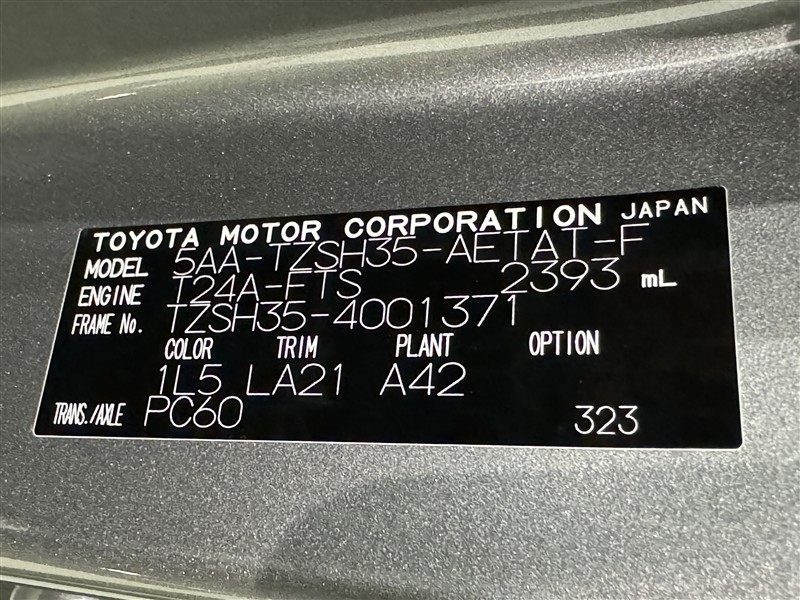 TOYOTA MOTOR CORPORATION JAPAN
MODEL 5AA-TZSH35-AETAT-F
ENGINE T24A-FTS 2393 mL
FRAME No. TZSH35-4001371
COLOR TRIM PLANT OPTION
1L5 LA21 A42
TRANS./AXLE PC60 323